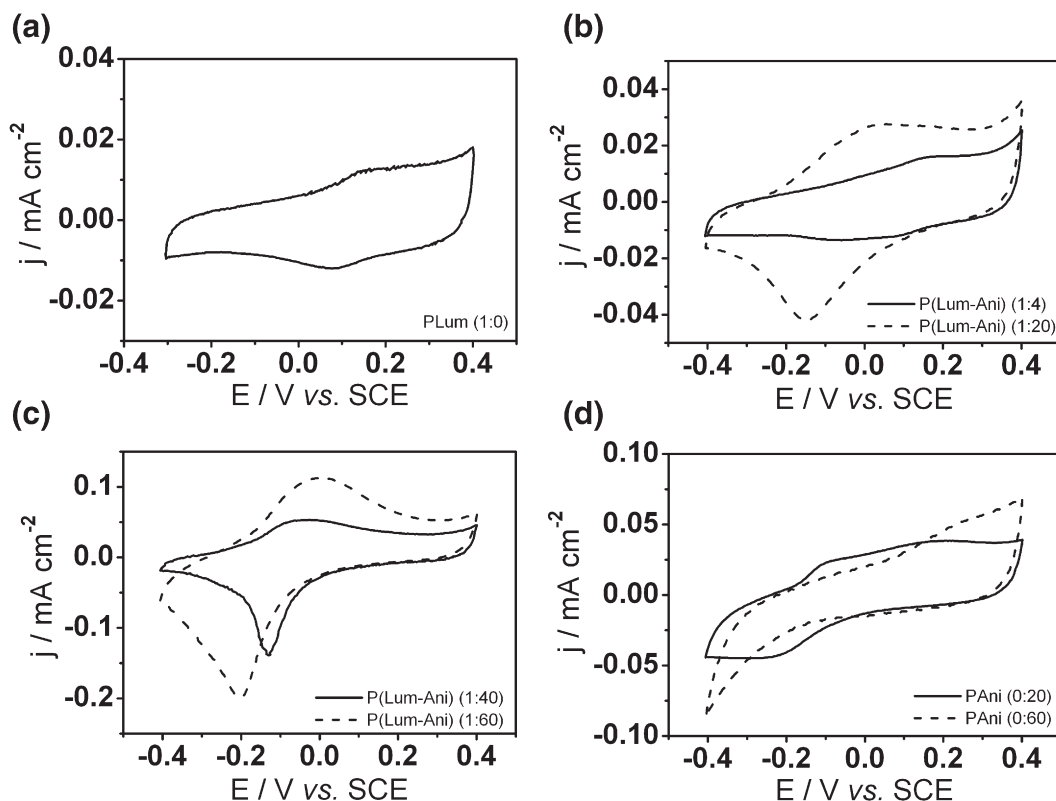 (a)
0.04
0.02
0.00
-0.02
j / mA cm-2
-0.4 -0.2 0.0 0.2 0.4
E / V vs. SCE
PLum (1:0)
(b)
0.04
0.02
0.00
-0.02
-0.04
j / mA cm-2
-0.4 -0.2 0.0 0.2 0.4
E / V vs. SCE
P(Lum-Ani) (1:4)
P(Lum-Ani) (1:20)
(c)
0.1
0.0
-0.1
-0.2
j / mA cm-2
-0.4 -0.2 0.0 0.2 0.4
E / V vs. SCE
P(Lum-Ani) (1:40)
P(Lum-Ani) (1:60)
(d)
0.10
0.05
0.00
-0.05
-0.10
j / mA cm-2
-0.4 -0.2 0.0 0.2 0.4
E / V vs. SCE
PAni (0:20)
PAni (0:60)